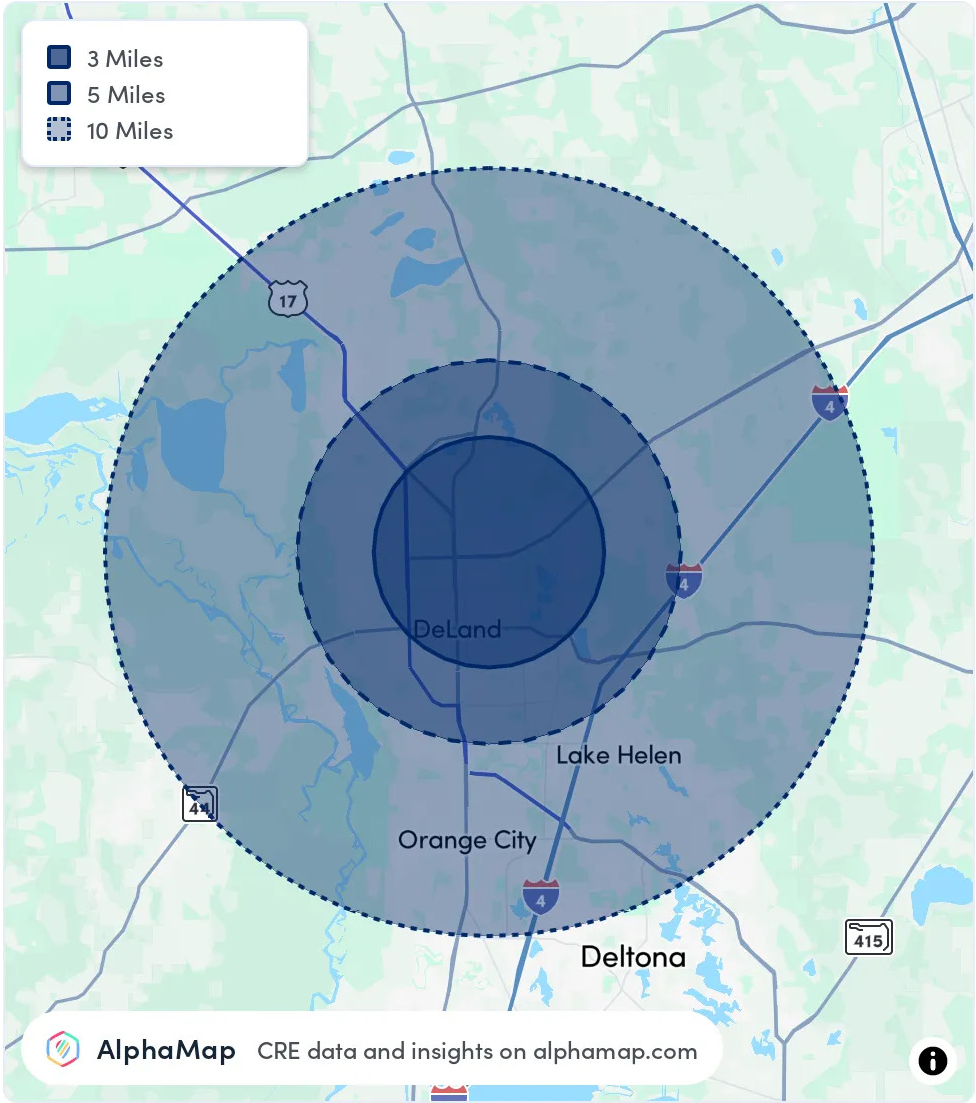 3 Miles
5 Miles
10 Miles
17
4
4
DeLand
Lake Helen
44
Orange City
4
415
Deltona
AlphaMap CRE data and insights on alphamap.com